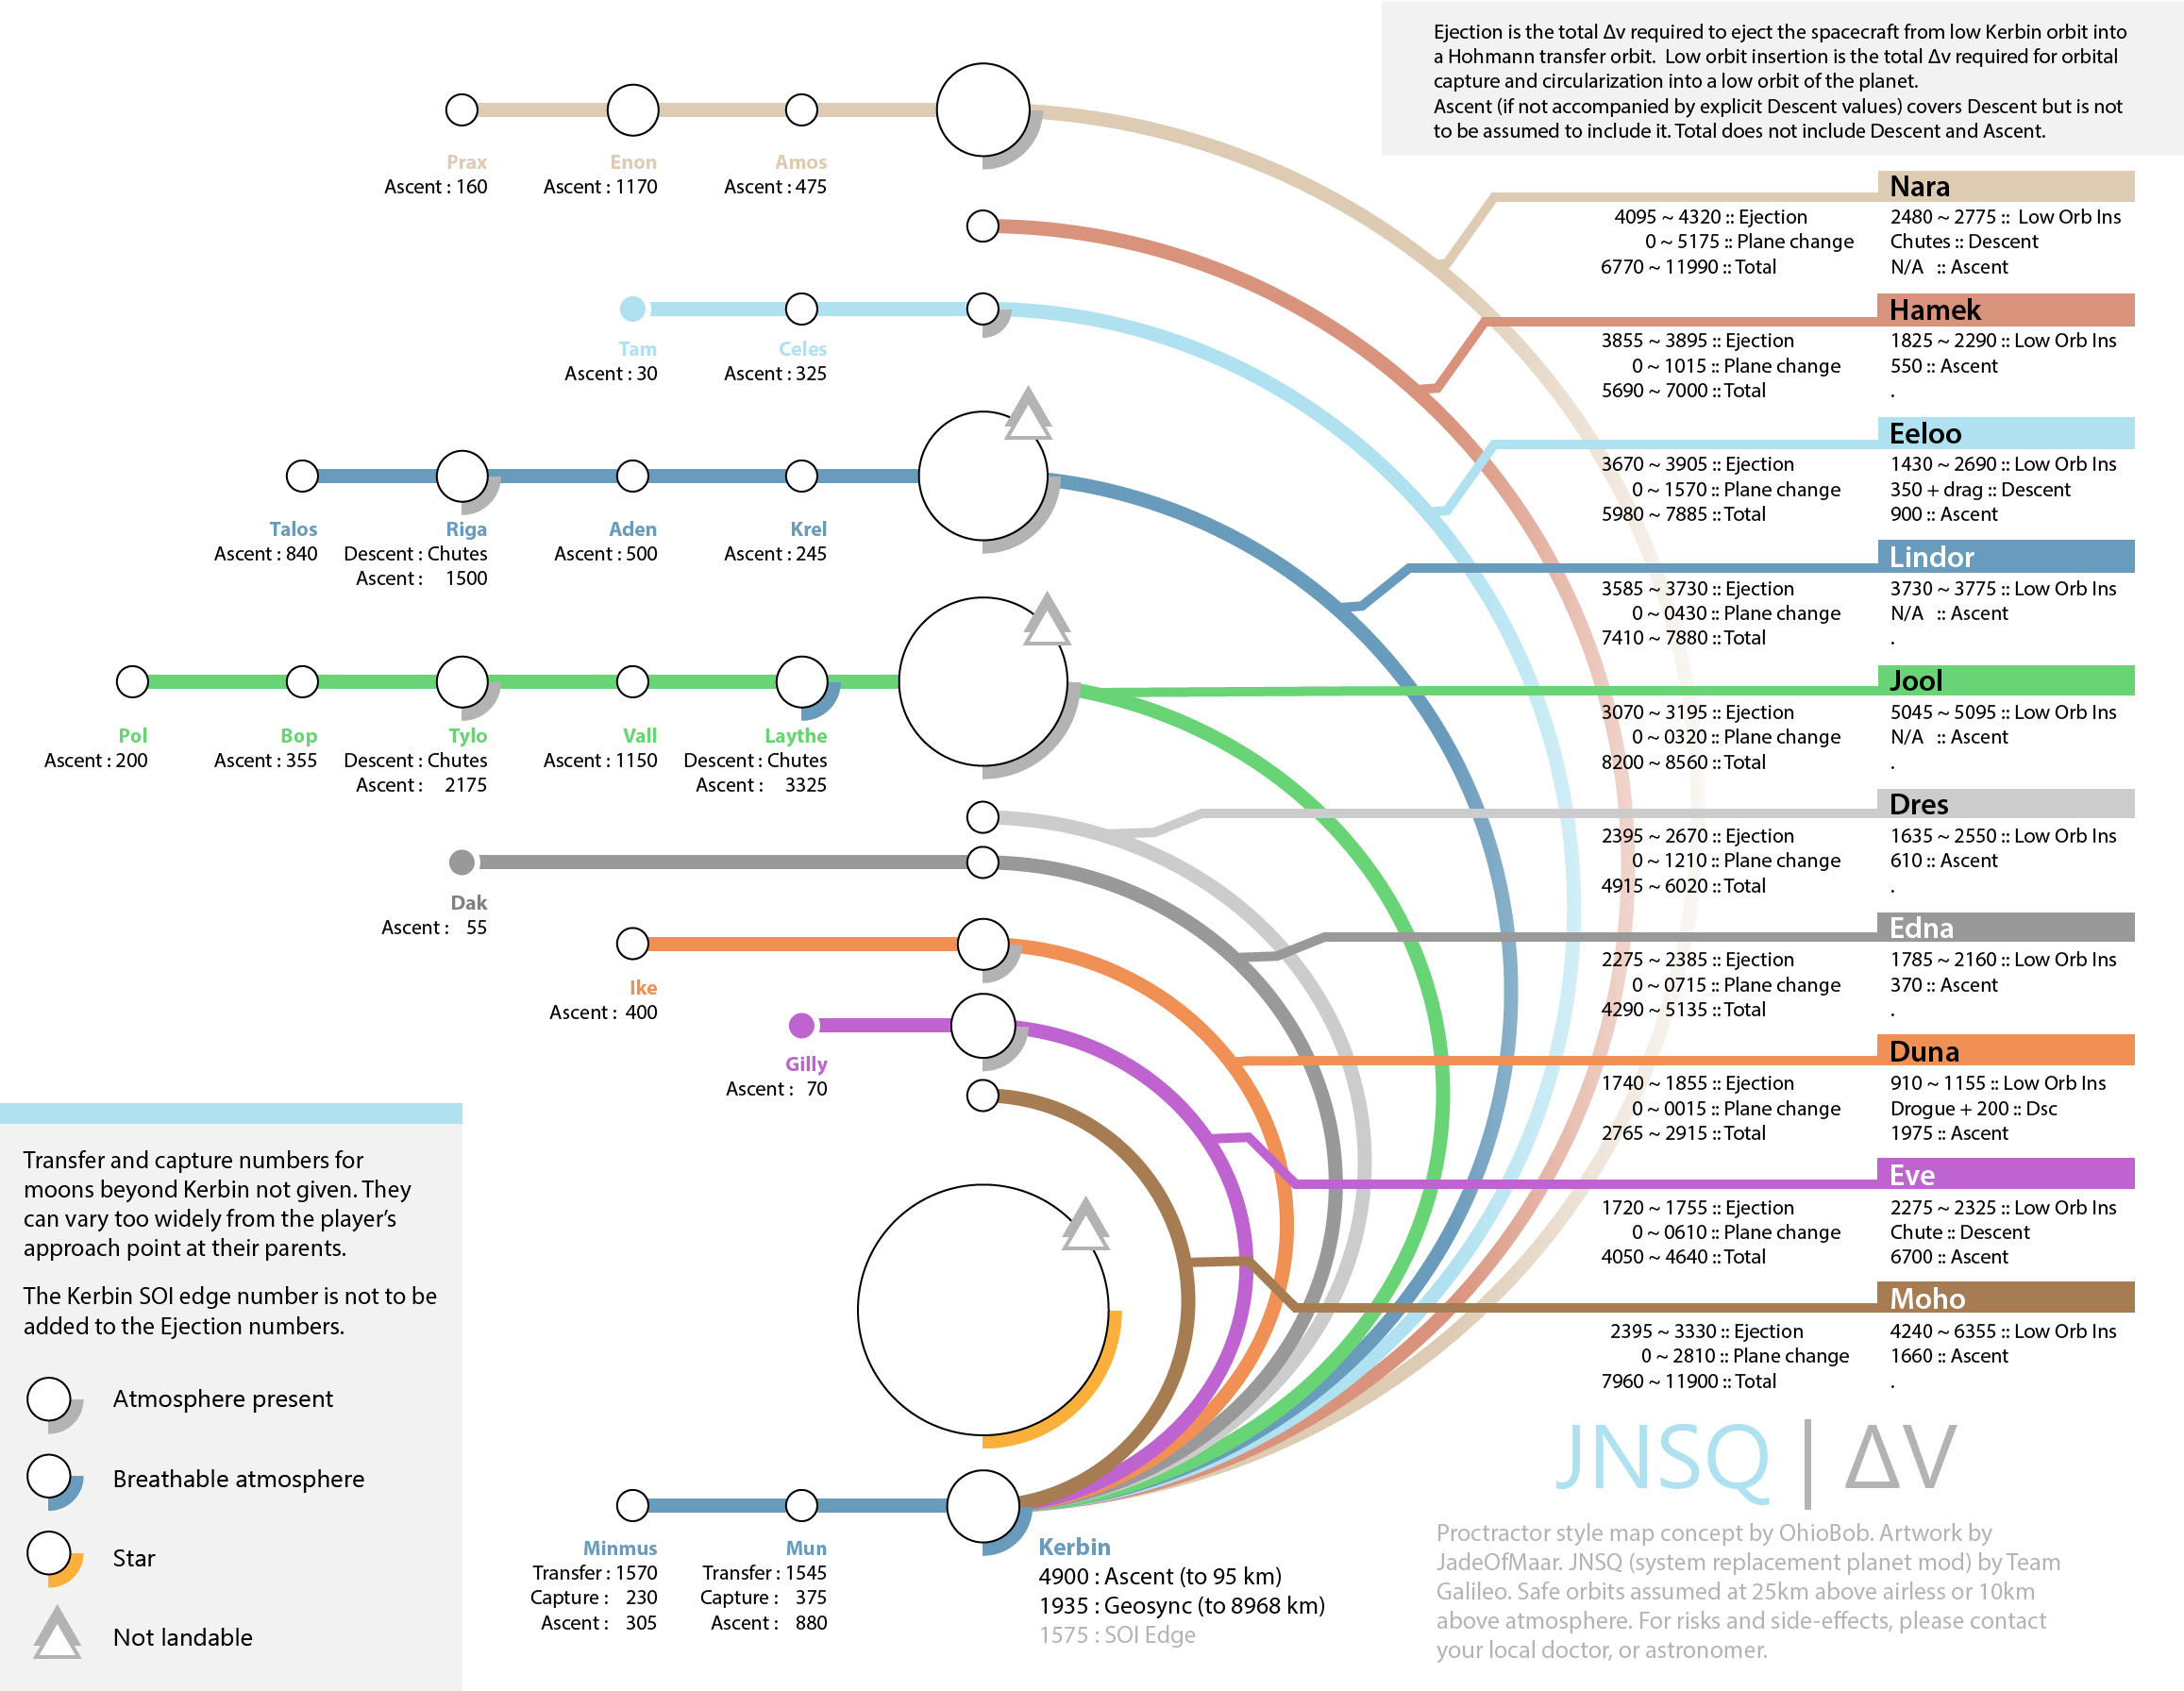 Ejection is the total Δv required to eject the spacecraft from low Kerbin orbit into
a Hohmann transfer orbit. Low orbit insertion is the total Δv required for orbital
capture and circularization into a low orbit of the planet.
Ascent (if not accompanied by explicit Descent values) covers Descent but is not
to be assumed to include it. Total does not include Descent and Ascent.
Prax
Ascent : 160
Enon
Ascent : 1170
Amos
Ascent : 475
Tam
Ascent : 30
Celes
Ascent : 325
Talos
Ascent : 840
Riga
Descent : Chutes
Ascent : 1500
Aden
Ascent : 500
Krel
Ascent : 245
Pol
Ascent : 200
Bop
Ascent : 355
Tylo
Descent : Chutes
Ascent : 2175
Vall
Ascent : 1150
Laythe
Descent : Chutes
Ascent : 3325
Dak
Ascent : 55
Ike
Ascent : 400
Gilly
Ascent : 70
Nara
4095 ~ 4320 :: Ejection
0 ~ 5175 :: Plane change
6770 ~ 11990 :: Total
2480 ~ 2775 :: Low Orb Ins
Chutes :: Descent
N/A :: Ascent
Hamek
3855 ~ 3895 :: Ejection
0 ~ 1015 :: Plane change
5690 ~ 7000 :: Total
1825 ~ 2290 :: Low Orb Ins
550 :: Ascent
.
Eeloo
3670 ~ 3905 :: Ejection
0 ~ 1570 :: Plane change
5980 ~ 7885 :: Total
1430 ~ 2690 :: Low Orb Ins
350 + drag :: Descent
900 :: Ascent
Lindor
3585 ~ 3730 :: Ejection
0 ~ 0430 :: Plane change
7410 ~ 7880 :: Total
3730 ~ 3775 :: Low Orb Ins
N/A :: Ascent
.
Jool
3070 ~ 3195 :: Ejection
0 ~ 0320 :: Plane change
8200 ~ 8560 :: Total
5045 ~ 5095 :: Low Orb Ins
N/A :: Ascent
.
Dres
2395 ~ 2670 :: Ejection
0 ~ 1210 :: Plane change
4915 ~ 6020 :: Total
1635 ~ 2550 :: Low Orb Ins
610 :: Ascent
.
Edna
2275 ~ 2385 :: Ejection
0 ~ 0715 :: Plane change
4290 ~ 5135 :: Total
1785 ~ 2160 :: Low Orb Ins
370 :: Ascent
.
Duna
1740 ~ 1855 :: Ejection
0 ~ 0015 :: Plane change
2765 ~ 2915 :: Total
910 ~ 1155 :: Low Orb Ins
Drogue + 200 :: Dsc
1975 :: Ascent
Eve
1720 ~ 1755 :: Ejection
0 ~ 0610 :: Plane change
4050 ~ 4640 :: Total
2275 ~ 2325 :: Low Orb Ins
Chute :: Descent
6700 :: Ascent
Moho
2395 ~ 3330 :: Ejection
0 ~ 2810 :: Plane change
7960 ~ 11900 :: Total
4240 ~ 6355 :: Low Orb Ins
1660 :: Ascent
.
Transfer and capture numbers for
moons beyond Kerbin not given. They
can vary too widely from the player's
approach point at their parents.
The Kerbin SOI edge number is not to be
added to the Ejection numbers.
Atmosphere present
Breathable atmosphere
Star
Not landable
Minmus
Transfer : 1570
Capture : 230
Ascent : 305
Mun
Transfer : 1545
Capture : 375
Ascent : 880
Kerbin
4900 : Ascent (to 95 km)
1935 : Geosync (to 8968 km)
1575 : SOI Edge
JNSQ | ΔV
Proctractor style map concept by OhioBob. Artwork by
JadeOfMaar. JNSQ (system replacement planet mod) by Team
Galileo. Safe orbits assumed at 25km above airless or 10km
above atmosphere. For risks and side-effects, please contact
your local doctor, or astronomer.